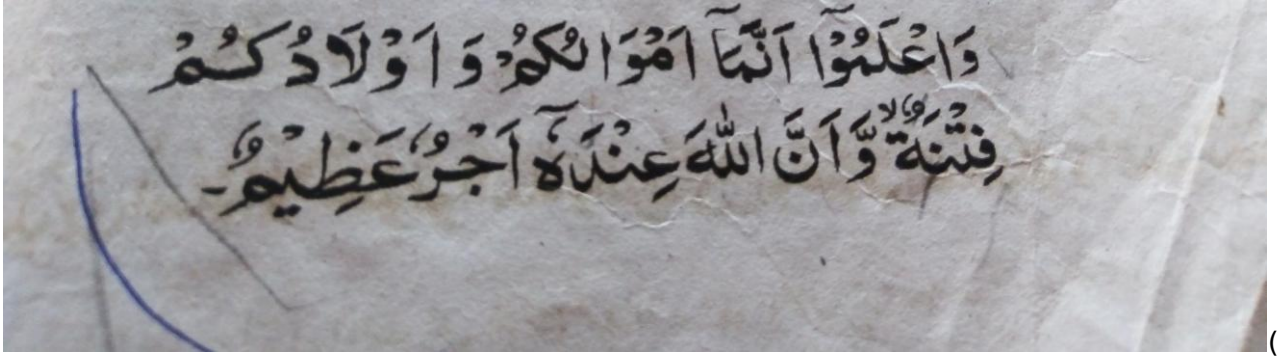 وَاعْلَمُوْٓا اَنَّمَآ اَمْوَالُكُمْ وَ اَوْلَادُكُمْ
فِتْنَةٌ ۙ وَّ اَنَّ اللّٰهَ عِنْدَهٗٓ اَجْرٌ عَظِيْمٌ۔
(